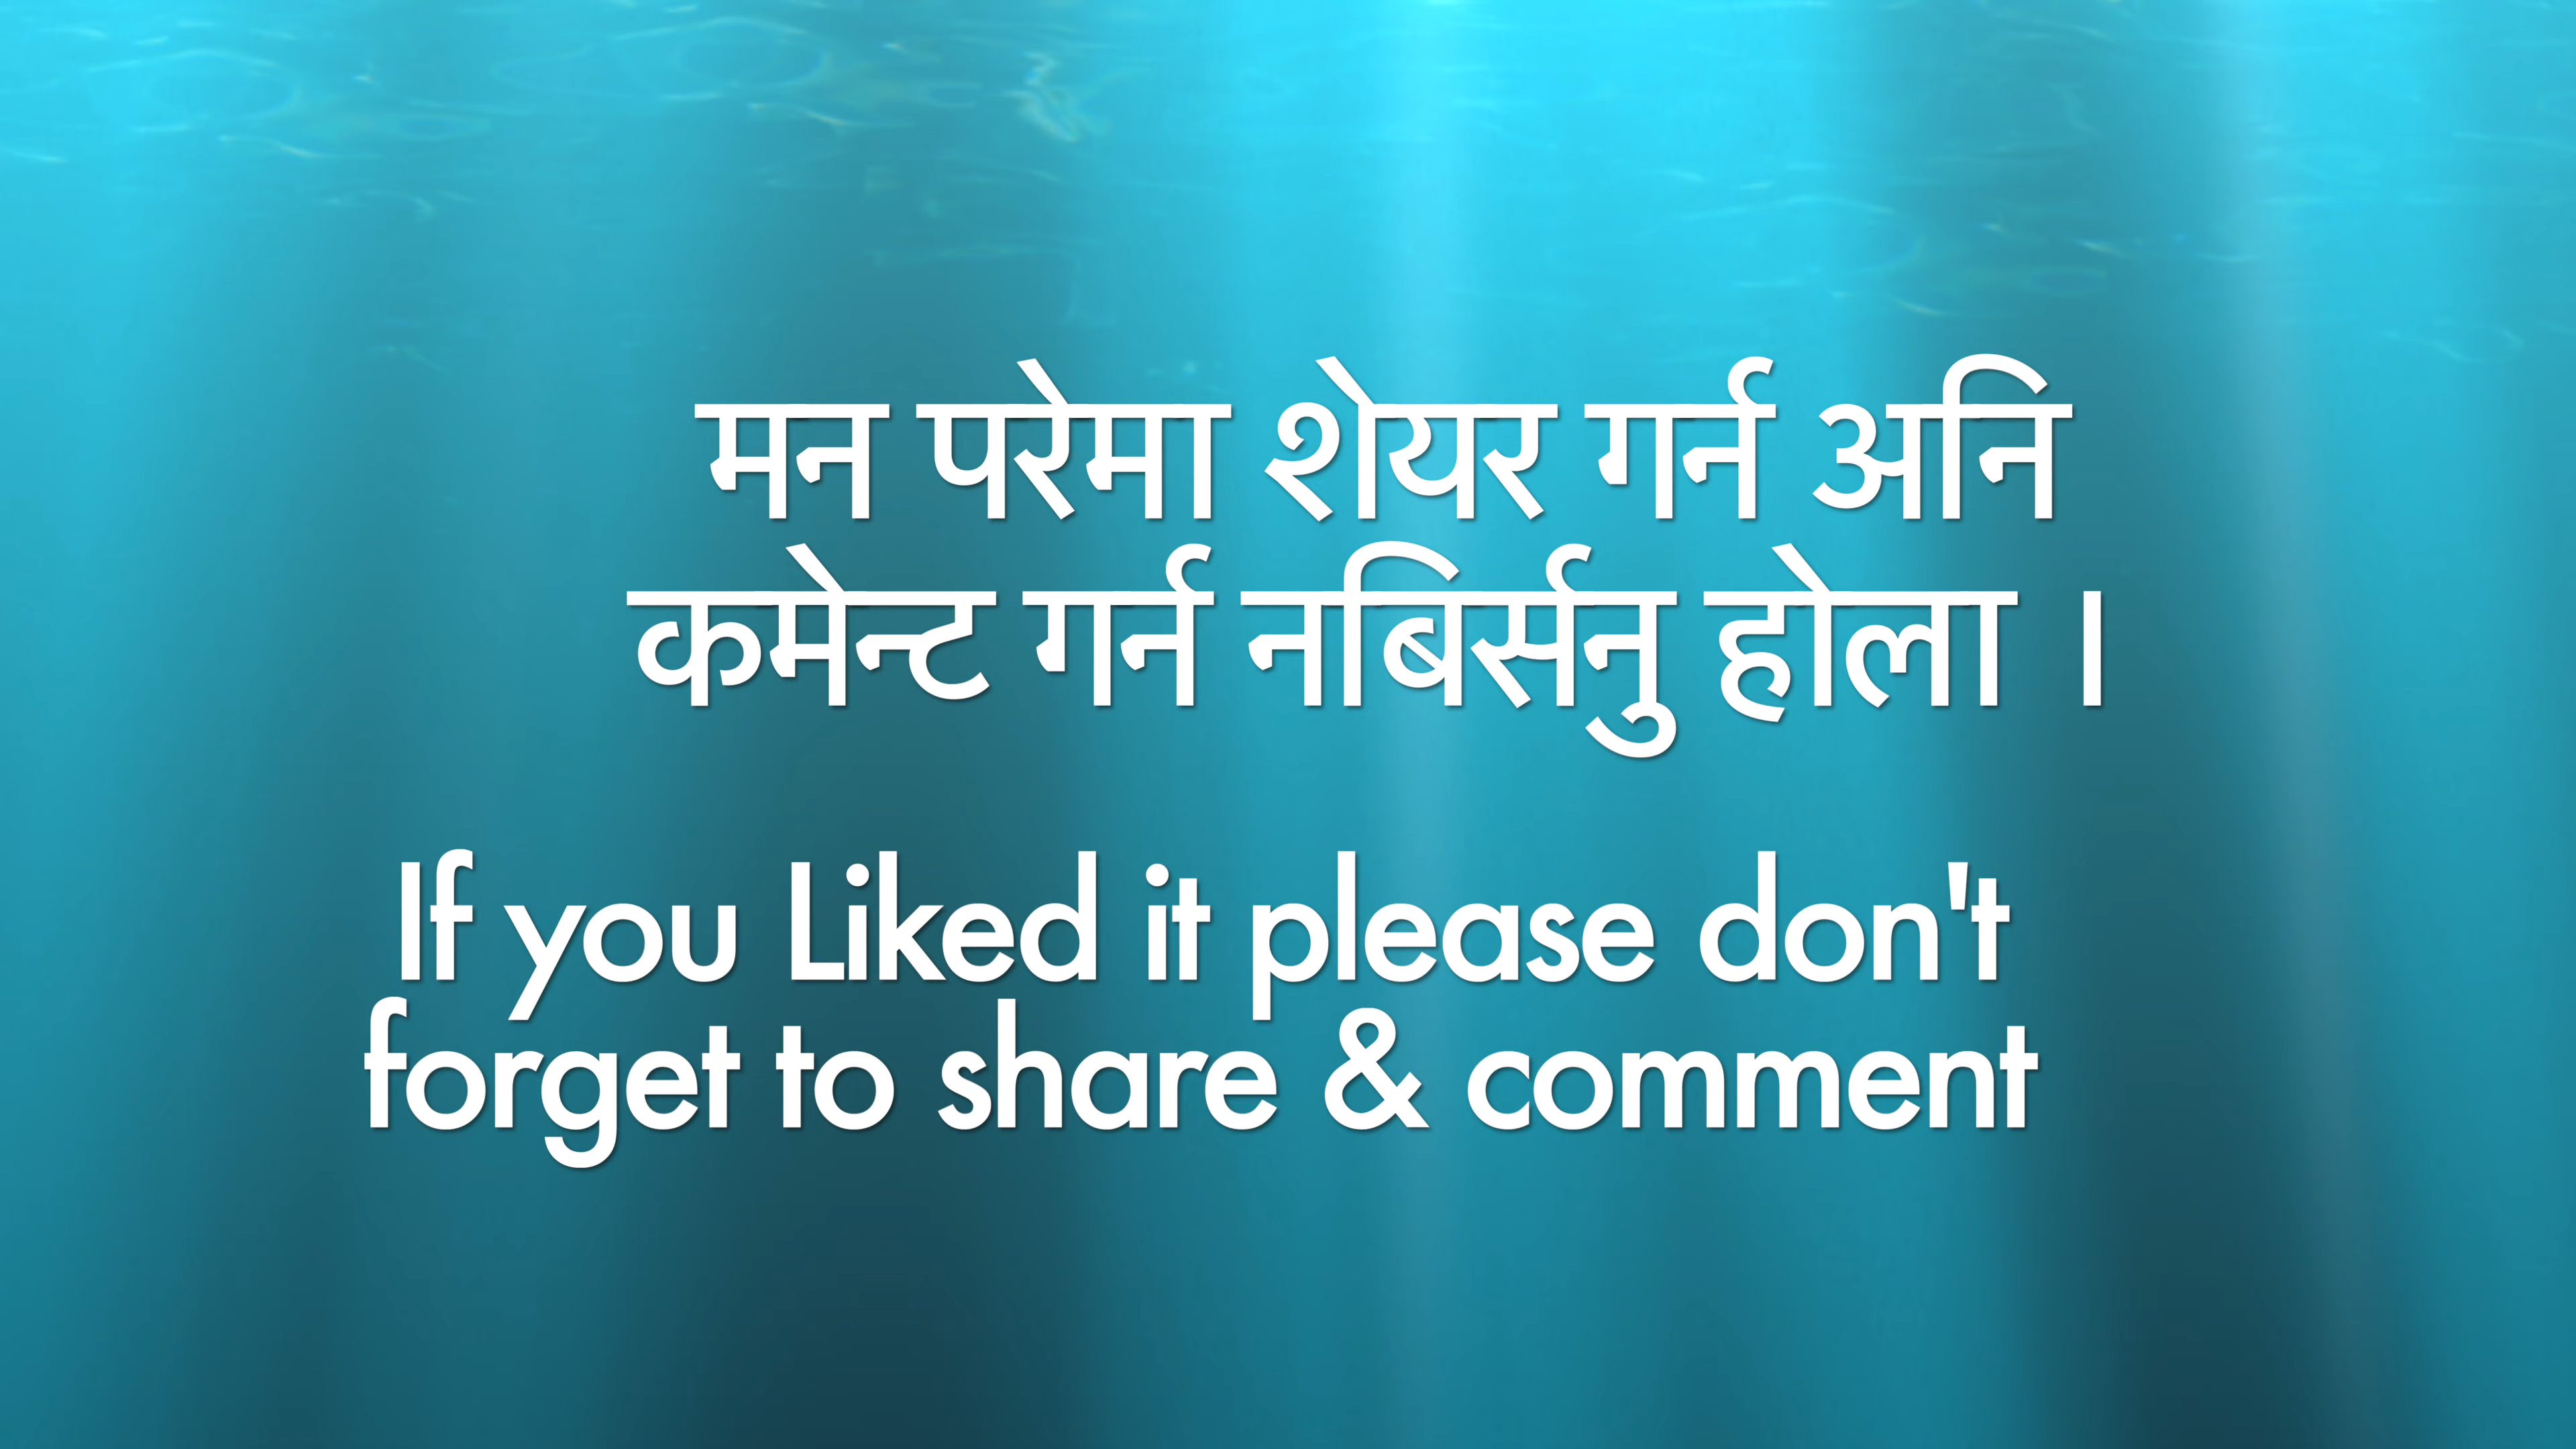 मन परेमा शेयर गर्न अनि
कमेन्ट गर्न नबिर्सनु होला ।
If you Liked it please don't
forget to share & comment